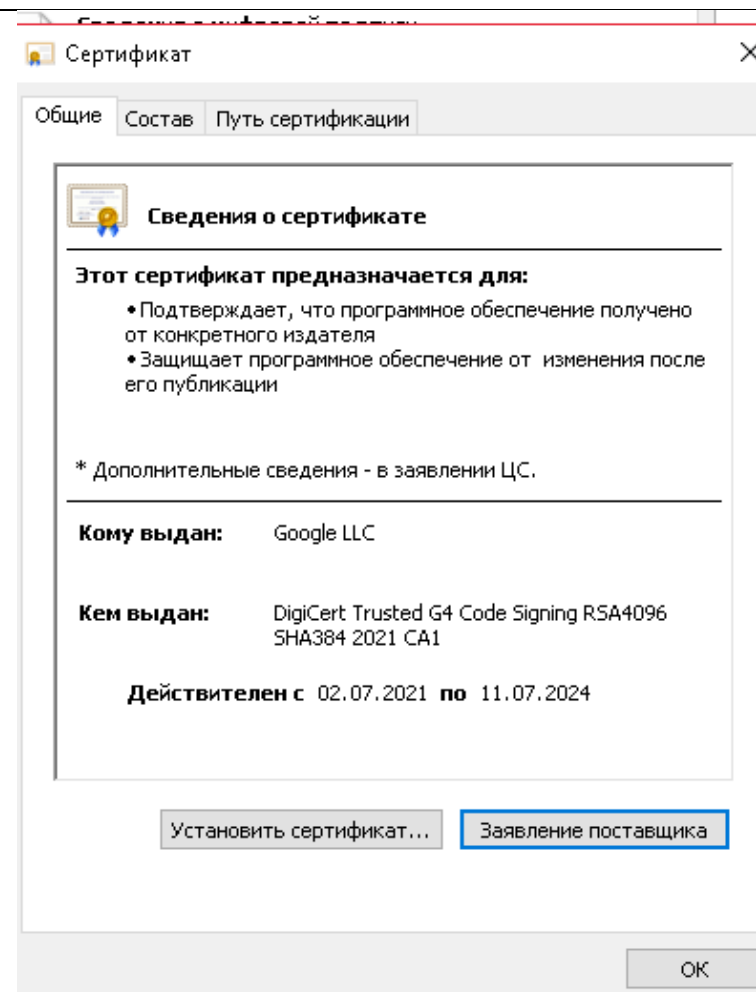 Сертификат
Общие
Состав
Путь сертификации
Сведения о сертификате
Этот сертификат предназначается для:
•Подтверждает, что программное обеспечение получено
от конкретного издателя
•Защищает программное обеспечение от изменения после
его публикации
* Дополнительные сведения - в заявлении ЦС.
Кому выдан: Google LLC
Кем выдан: DigiCert Trusted G4 Code Signing RSA4096
SHA384 2021 CA1
Действителен с 02.07.2021 по 11.07.2024
Установить сертификат...
Заявление поставщика
ОК